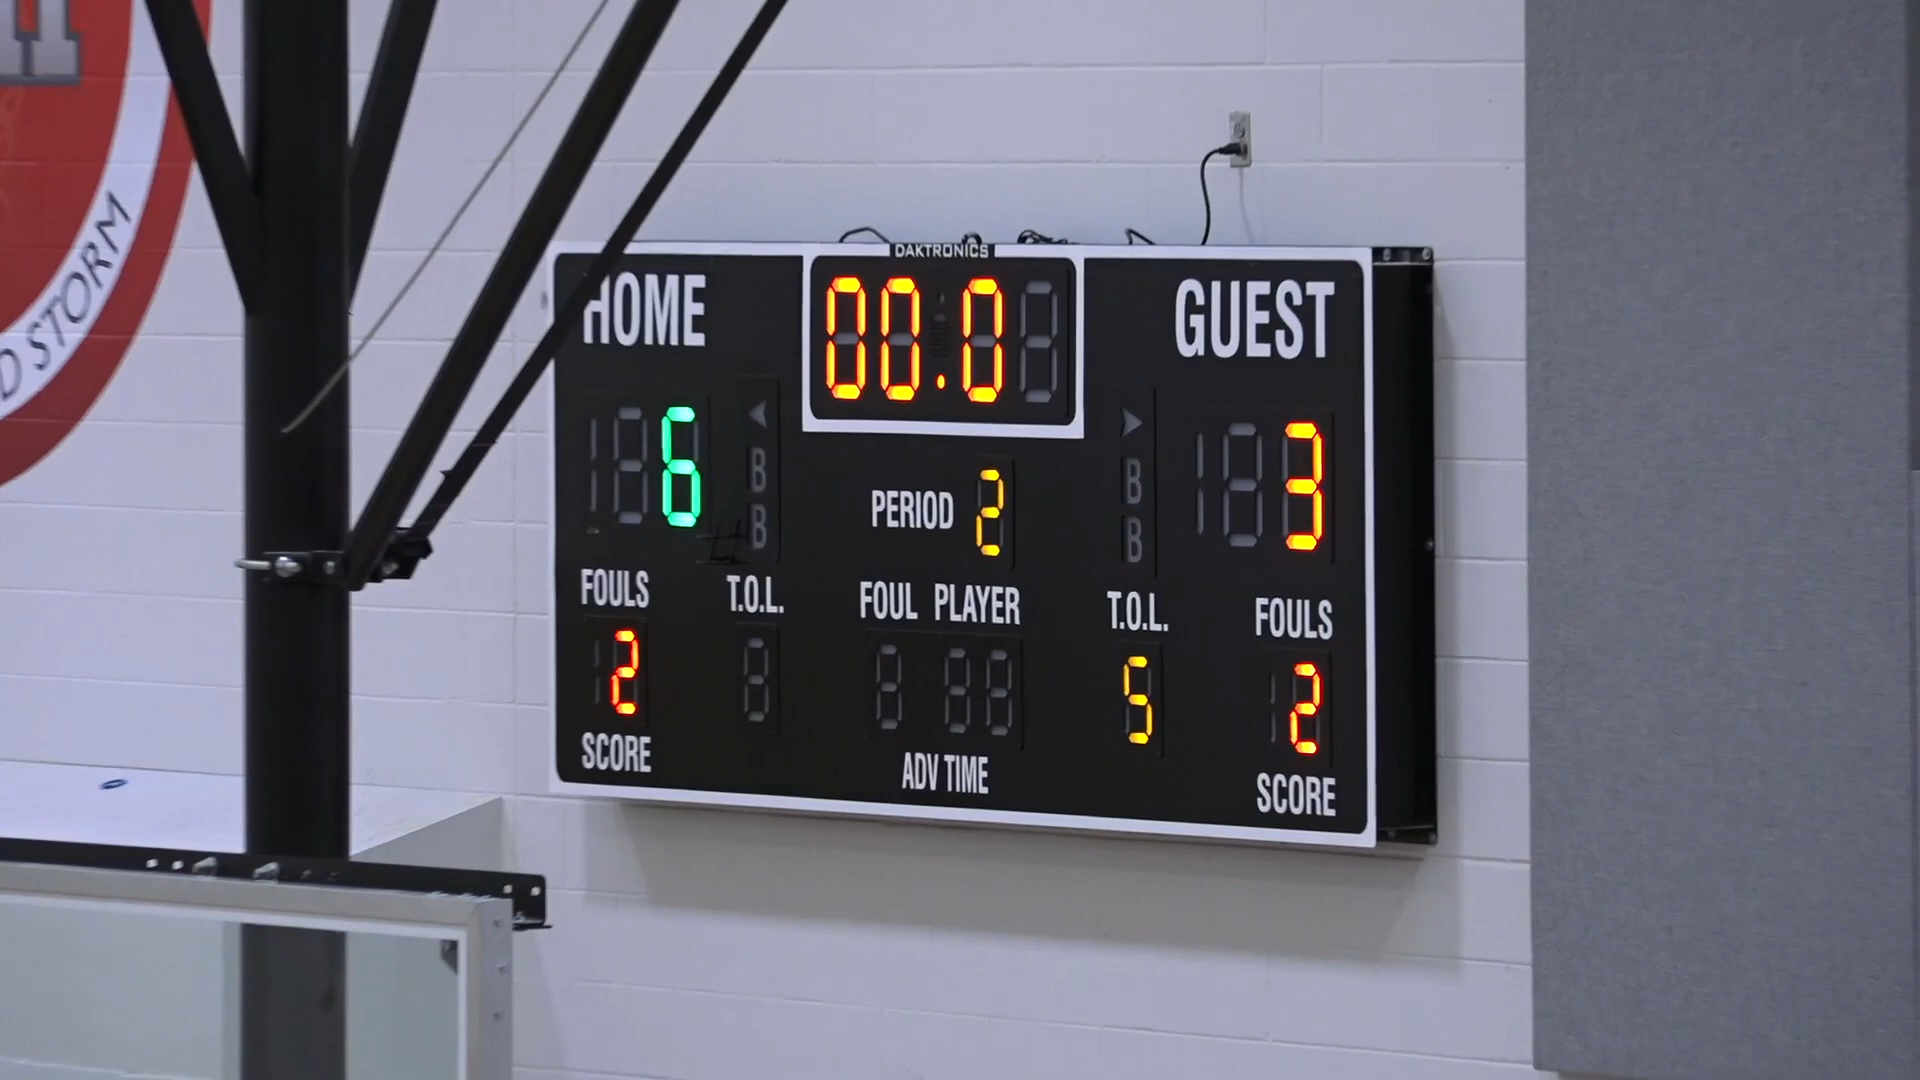 D STORM
DAKTRONICS
HOME
00.0
GUEST
6
B
B
PERIOD 2
B
B
3
FOULS
T.O.L.
FOUL PLAYER
T.O.L.
FOULS
2
5
2
SCORE
ADV TIME
SCORE